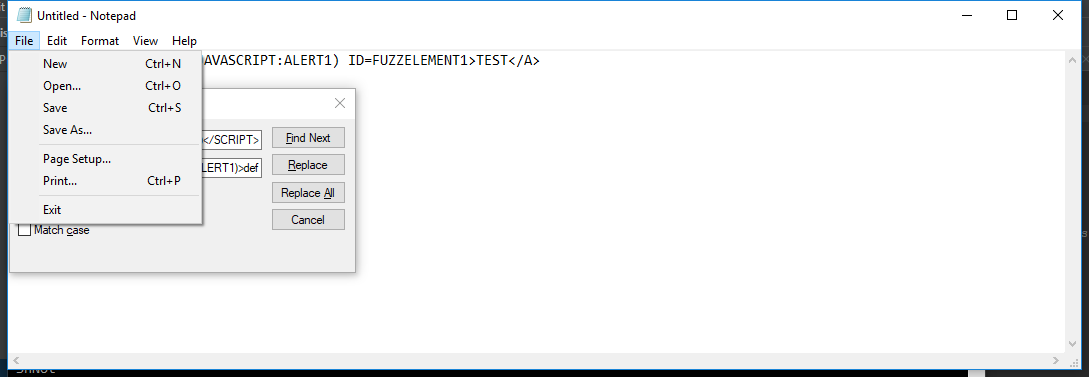 Untitled - Notepad
File Edit Format View Help
New Ctrl+N
AVASCRIPT:ALERT1) ID=FUZZELEMENT1>TEST</A>
Open... Ctrl+O
Save Ctrl+S
Save As...
Page Setup...
Print... Ctrl+P
Exit
</SCRIPT>
Find Next
LERT1)>def
Replace
Replace All
Cancel
Match case